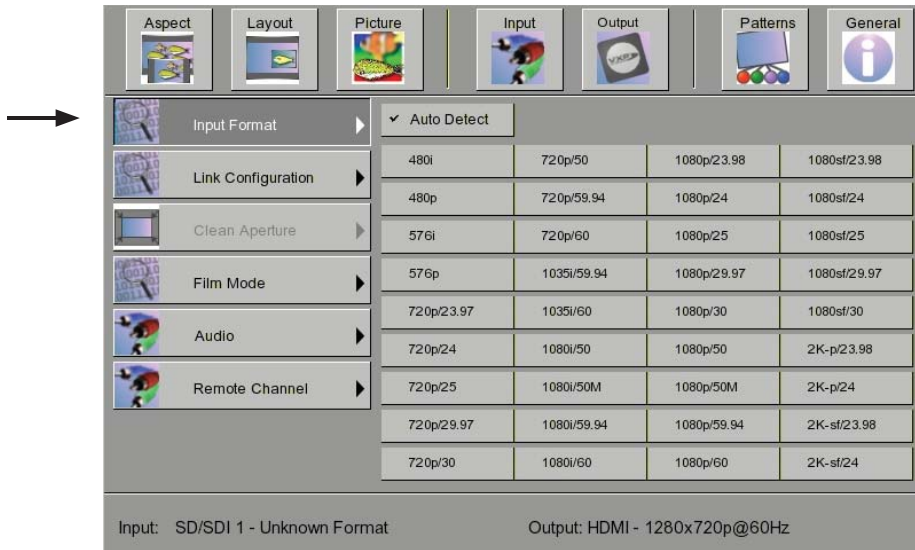 Aspect Layout Picture Input Output Patterns General
VXP
Input Format
Link Configuration
Clean Aperture
Film Mode
Audio
Remote Channel
✔ Auto Detect
480i 720p/50 1080p/23.98 1080sf/23.98
480p 720p/59.94 1080p/24 1080sf/24
576i 720p/60 1080p/25 1080sf/25
576p 1035i/59.94 1080p/29.97 1080sf/29.97
720p/23.97 1035i/60 1080p/30 1080sf/30
720p/24 1080i/50 1080p/50 2K-p/23.98
720p/25 1080i/50M 1080p/50M 2K-p/24
720p/29.97 1080i/59.94 1080p/59.94 2K-sf/23.98
720p/30 1080i/60 1080p/60 2K-sf/24
Input: SD/SDI 1 - Unknown Format Output: HDMI - 1280x720p@60Hz